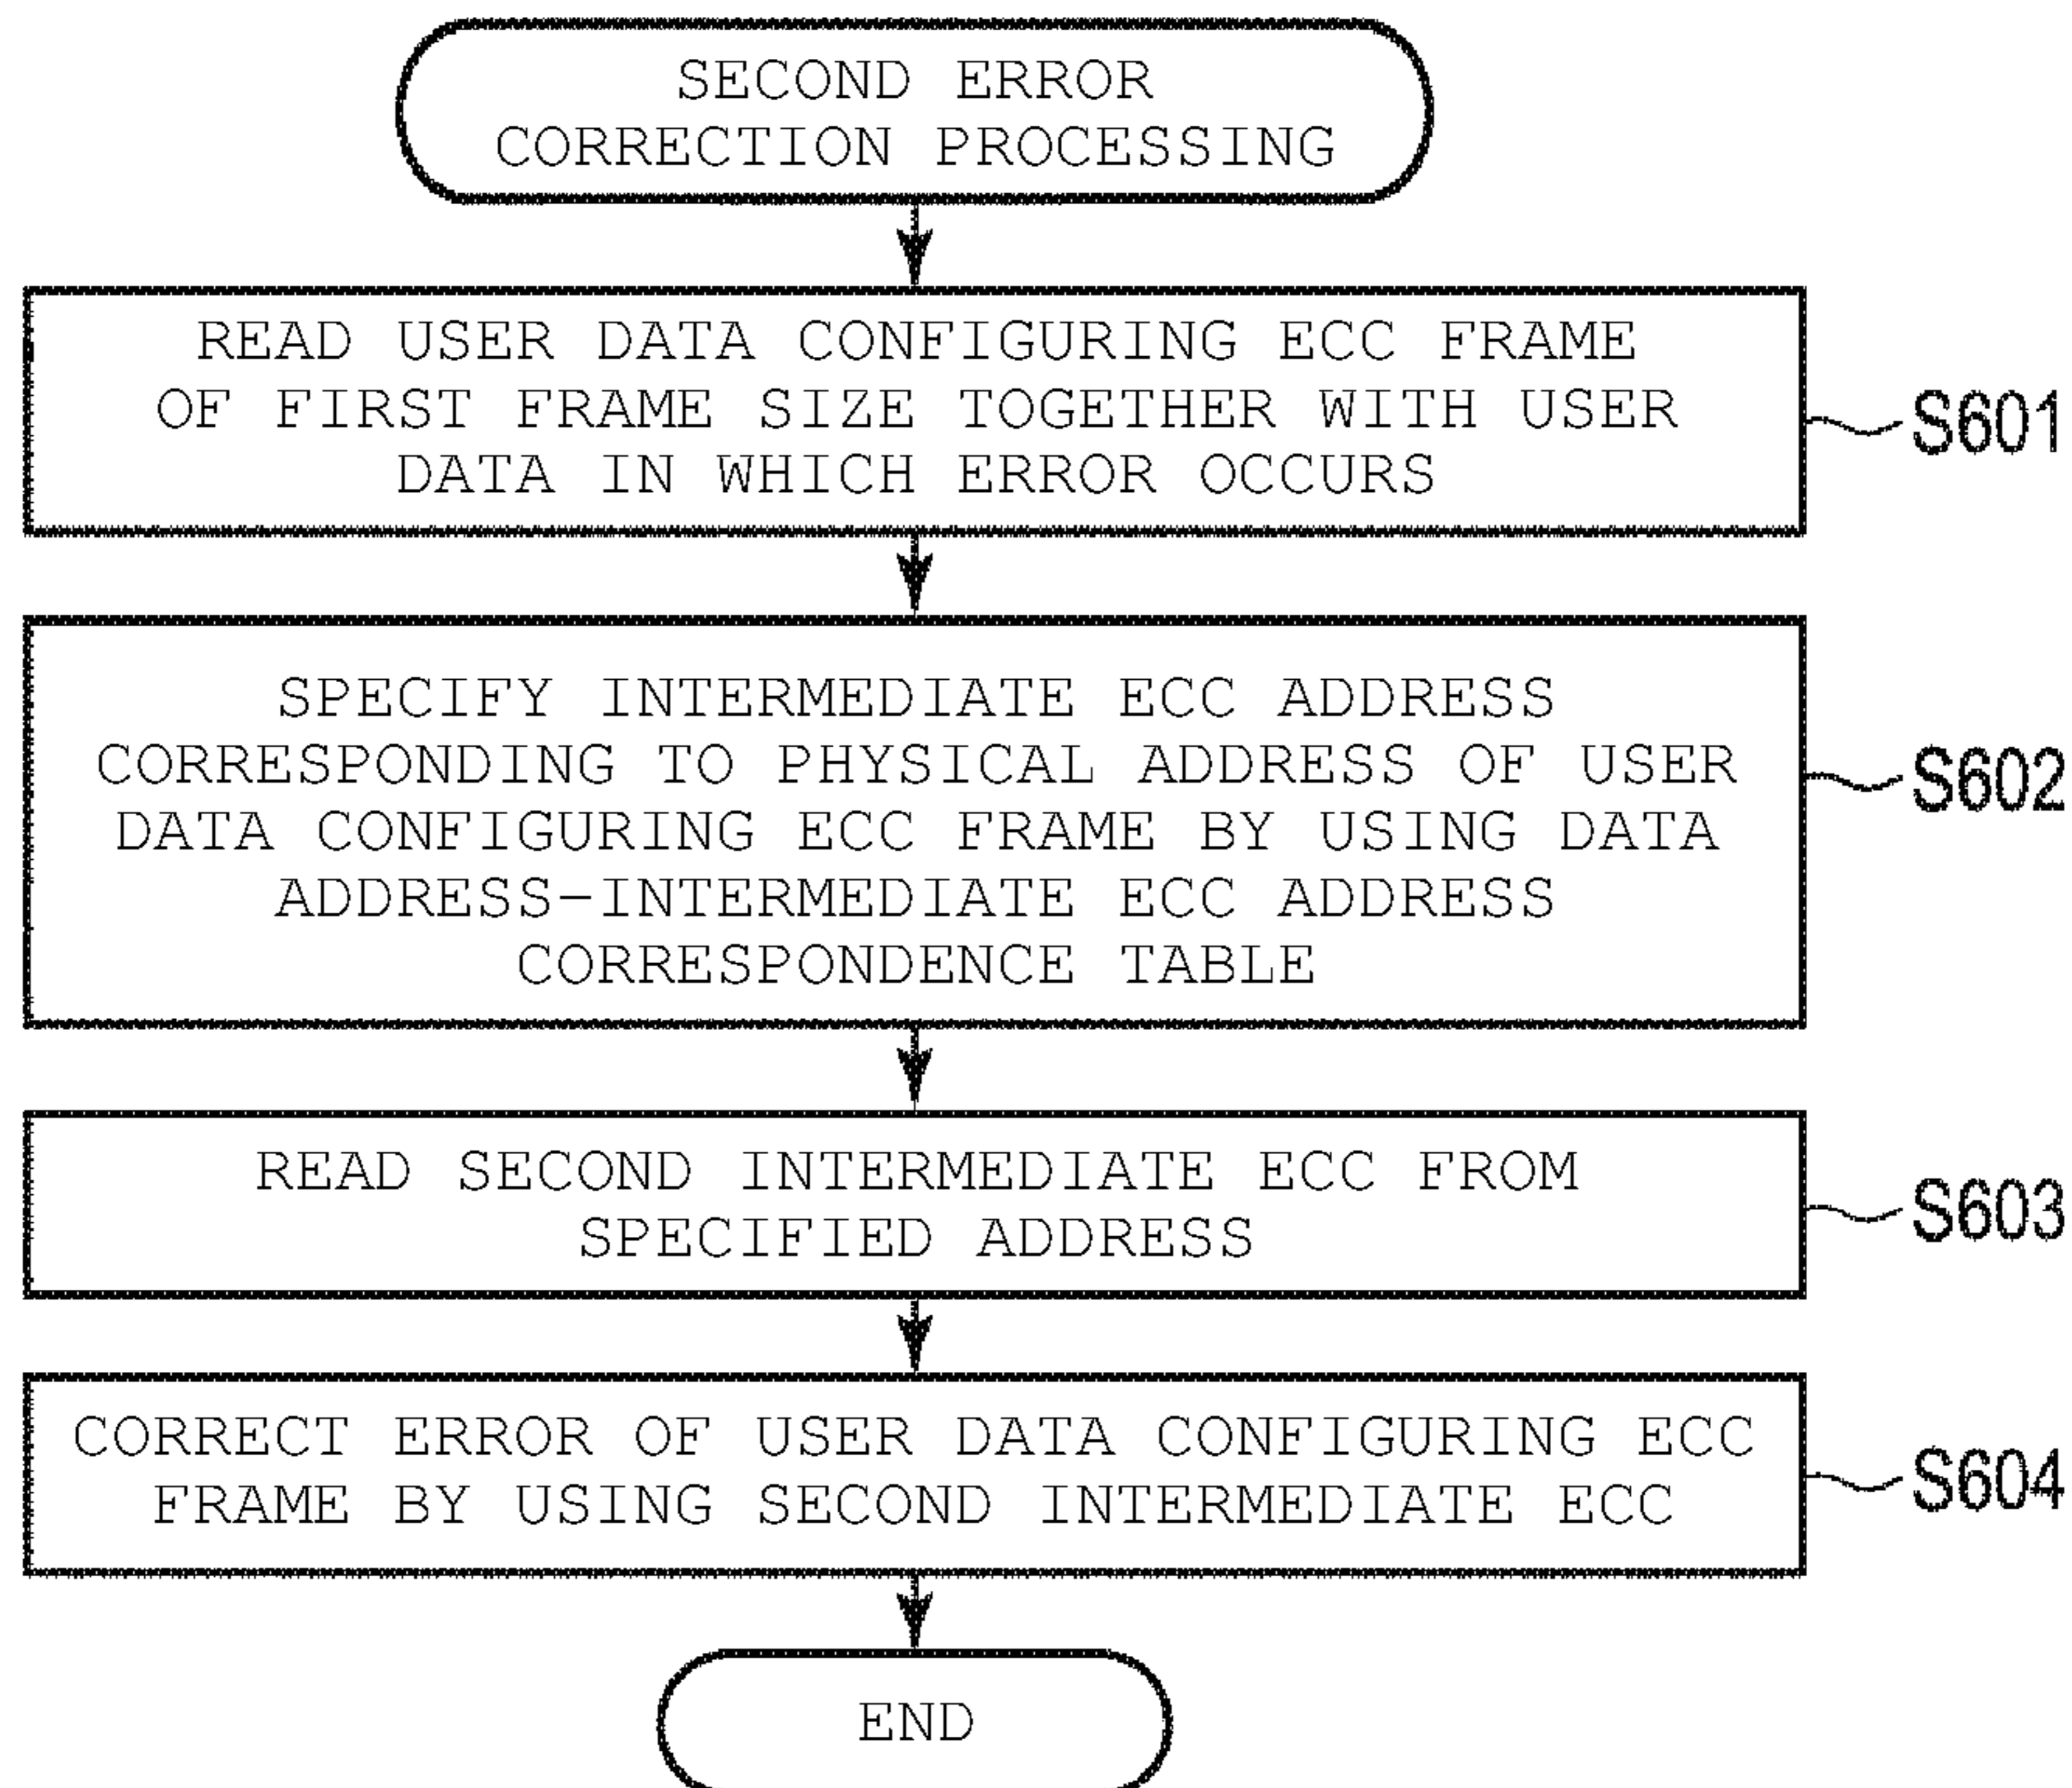 SECOND ERROR
CORRECTION PROCESSING
READ USER DATA CONFIGURING ECC FRAME
OF FIRST FRAME SIZE TOGETHER WITH USER
DATA IN WHICH ERROR OCCURS
S601
SPECIFY INTERMEDIATE ECC ADDRESS
CORRESPONDING TO PHYSICAL ADDRESS OF USER
DATA CONFIGURING ECC FRAME BY USING DATA
ADDRESS-INTERMEDIATE ECC ADDRESS
CORRESPONDENCE TABLE
S602
READ SECOND INTERMEDIATE ECC FROM
SPECIFIED ADDRESS
S603
CORRECT ERROR OF USER DATA CONFIGURING ECC
FRAME BY USING SECOND INTERMEDIATE ECC
S604
END